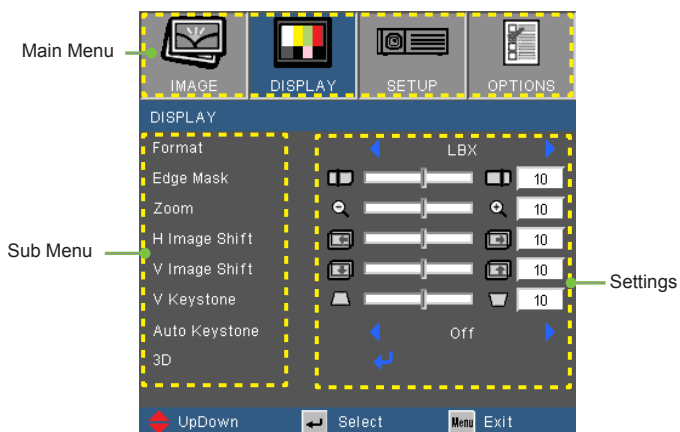 Main Menu
IMAGE DISPLAY SETUP OPTIONS
DISPLAY
Format LBX
Edge Mask 10
Zoom 10
H Image Shift 10
Sub Menu
V Image Shift 10
Settings
V Keystone 10
Auto Keystone Off
3D
UpDown Select Menu Exit